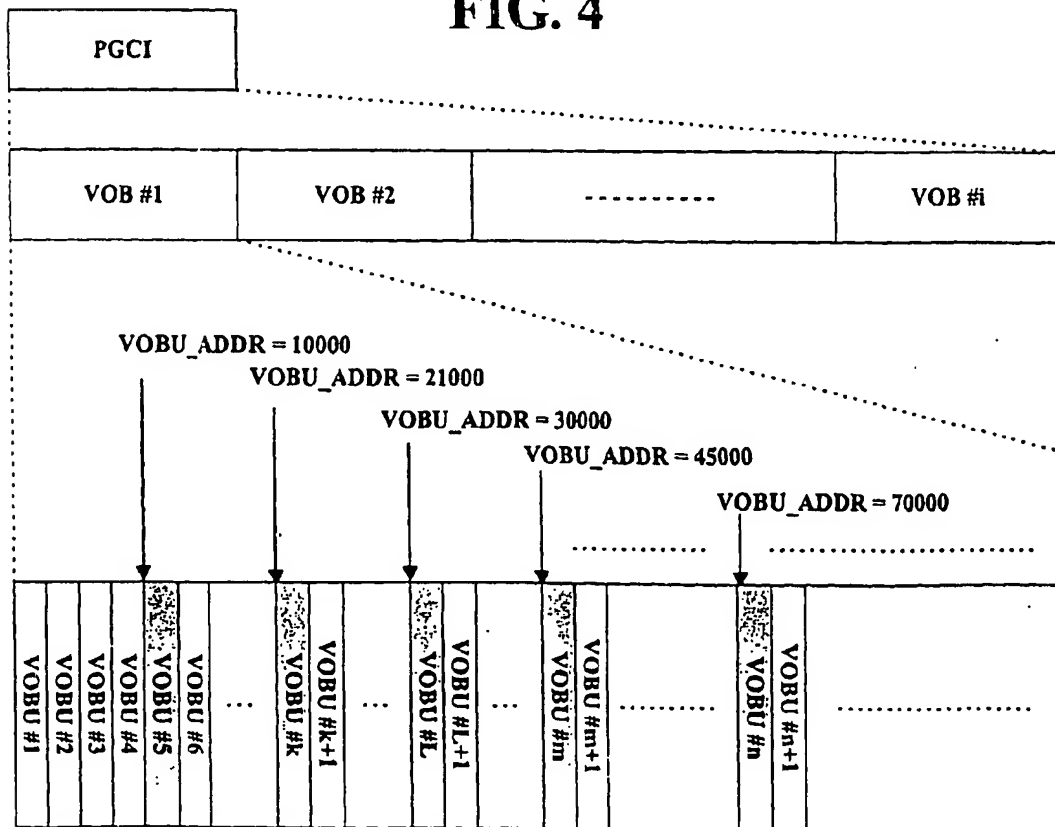 FIG. 4
PGCI
VOB #1 VOB #2 --------- VOB #i
VOBU_ADDR = 10000
VOBU_ADDR = 21000
VOBU_ADDR = 30000
VOBU_ADDR = 45000
VOBU_ADDR = 70000
VOBU #1
VOBU #2
VOBU #3
VOBU #4
VOBU #5
VOBU #6
...
VOBU #k
VOBU #k+1
...
VOBU #L
VOBU #L+1
...
VOBU #m
VOBU #m+1
VOBU #n
VOBU #n+1